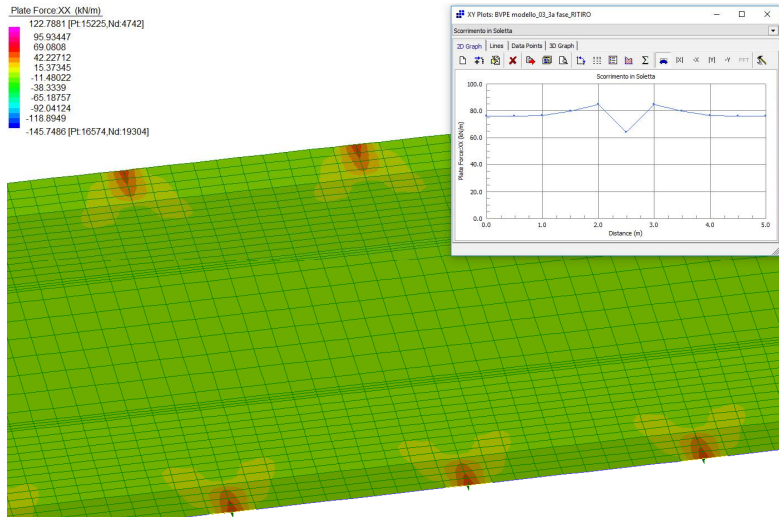 Plate Force:XX (kN/m)
122.7881 [Pt:15225,Nd:4742]
95.93447
69.0808
42.22712
15.37345
-11.48022
-38.3339
-65.18757
-92.04124
-118.8949
-145.7486 [Pt:16574,Nd:19304]
XY Plots: BVPE modello_03_3a fase_RITIRO
Scorrimento in Soletta
2D Graph Lines Data Points 3D Graph
|X| -X |Y| -Y FFT
Scorrimento in Soletta
Plate Force:XX (kN/m)
100.0
80.0
60.0
40.0
20.0
0.0
0.0 1.0 2.0 3.0 4.0 5.0
Distance (m)